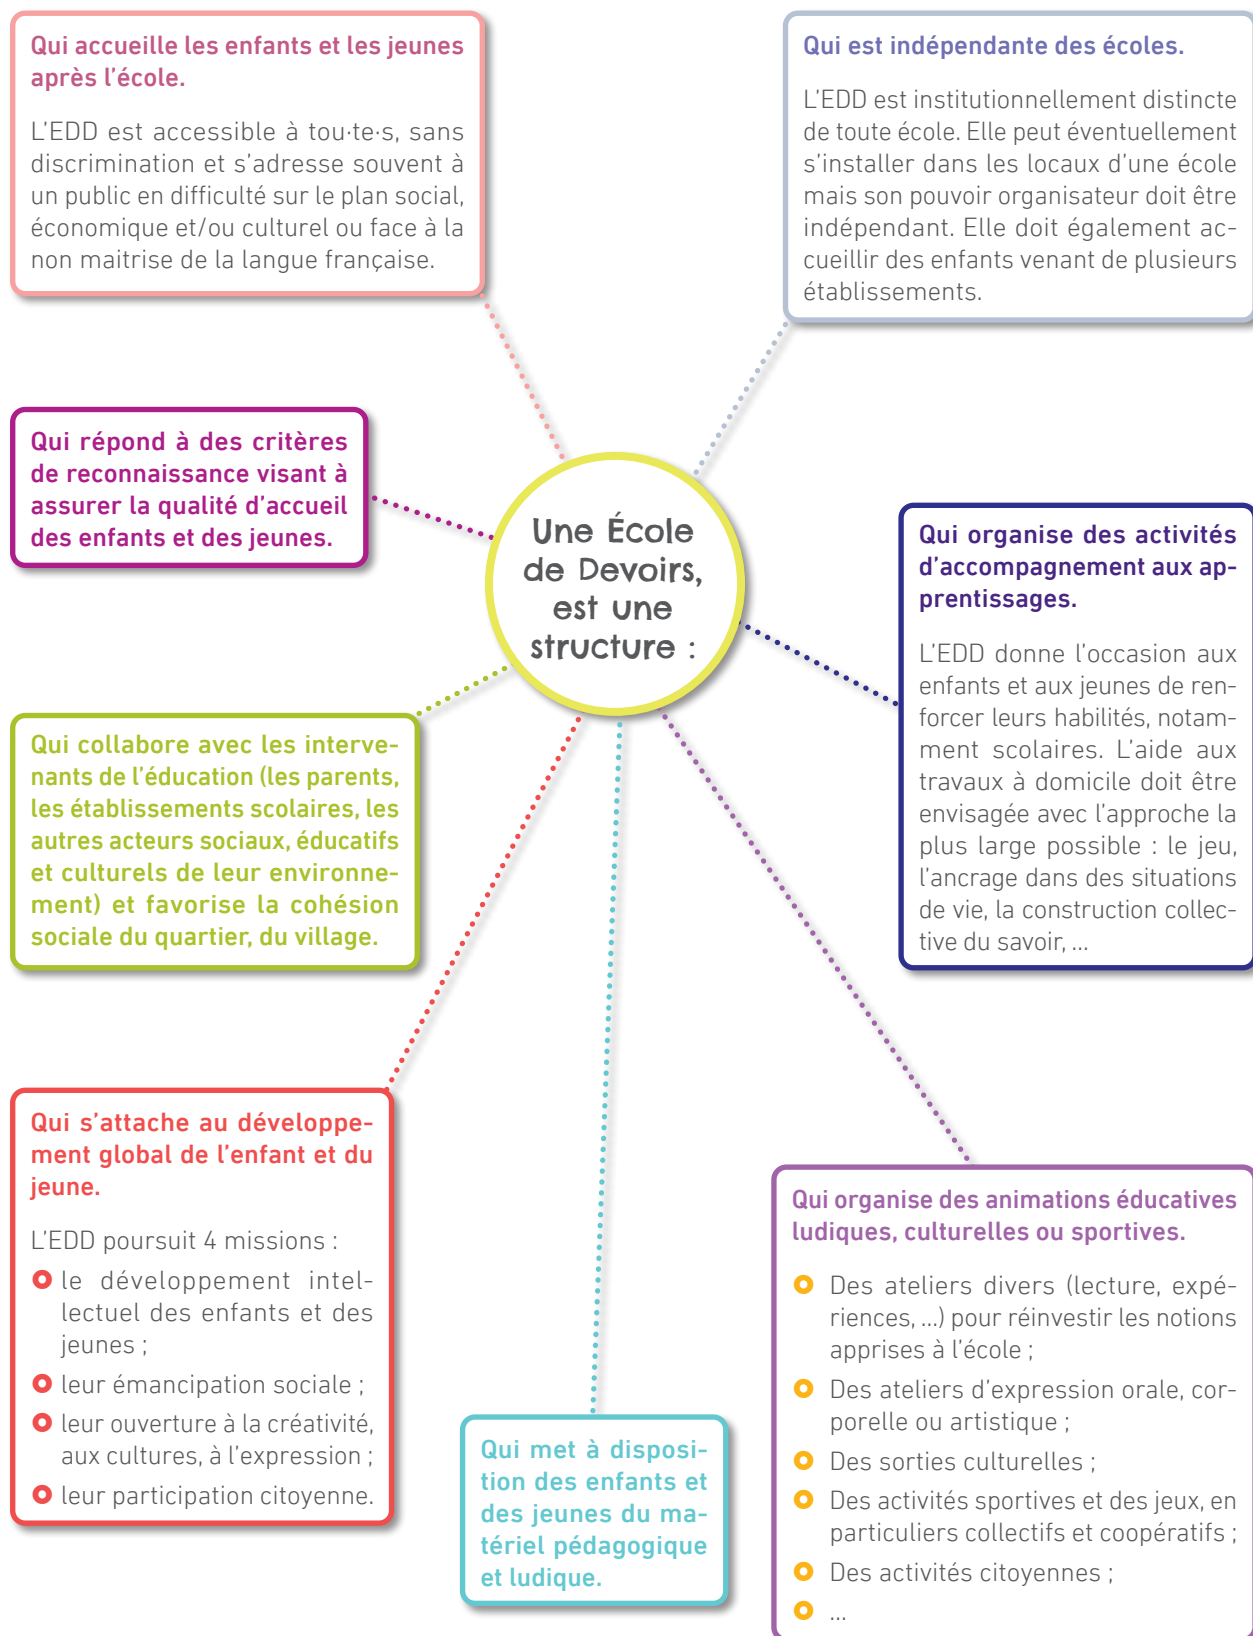 Qui accueille les enfants et les jeunes
après l'école.
L'EDD est accessible à tou·te·s, sans
discrimination et s'adresse souvent à
un public en difficulté sur le plan social,
économique et/ou culturel ou face à la
non maitrise de la langue française.
Qui est indépendante des écoles.
L'EDD est institutionnellement distincte
de toute école. Elle peut éventuellement
s'installer dans les locaux d'une école
mais son pouvoir organisateur doit être
indépendant. Elle doit également ac-
cueillir des enfants venant de plusieurs
établissements.
Qui répond à des critères
de reconnaissance visant à
assurer la qualité d'accueil
des enfants et des jeunes.
Une École
de Devoirs,
est une
structure :
Qui organise des activités
d'accompagnement aux ap-
prentissages.
L'EDD donne l'occasion aux
enfants et aux jeunes de ren-
forcer leurs habilités, notam-
ment scolaires. L'aide aux
travaux à domicile doit être
envisagée avec l'approche la
plus large possible : le jeu,
l'ancrage dans des situations
de vie, la construction collec-
tive du savoir, ...
Qui collabore avec les interve-
nants de l'éducation (les parents,
les établissements scolaires, les
autres acteurs sociaux, éducatifs
et culturels de leur environne-
ment) et favorise la cohésion
sociale du quartier, du village.
Qui s'attache au développe-
ment global de l'enfant et du
jeune.
L'EDD poursuit 4 missions :
le développement intel-
lectuel des enfants et des
jeunes ;
leur émancipation sociale ;
leur ouverture à la créativité,
aux cultures, à l'expression ;
leur participation citoyenne.
Qui met à disposi-
tion des enfants et
des jeunes du ma-
tériel pédagogique
et ludique.
Qui organise des animations éducatives
ludiques, culturelles ou sportives.
Des ateliers divers (lecture, expé-
riences, ...) pour réinvestir les notions
apprises à l'école ;
Des ateliers d'expression orale, cor-
porelle ou artistique ;
Des sorties culturelles ;
Des activités sportives et des jeux, en
particuliers collectifs et coopératifs ;
Des activités citoyennes ;
...